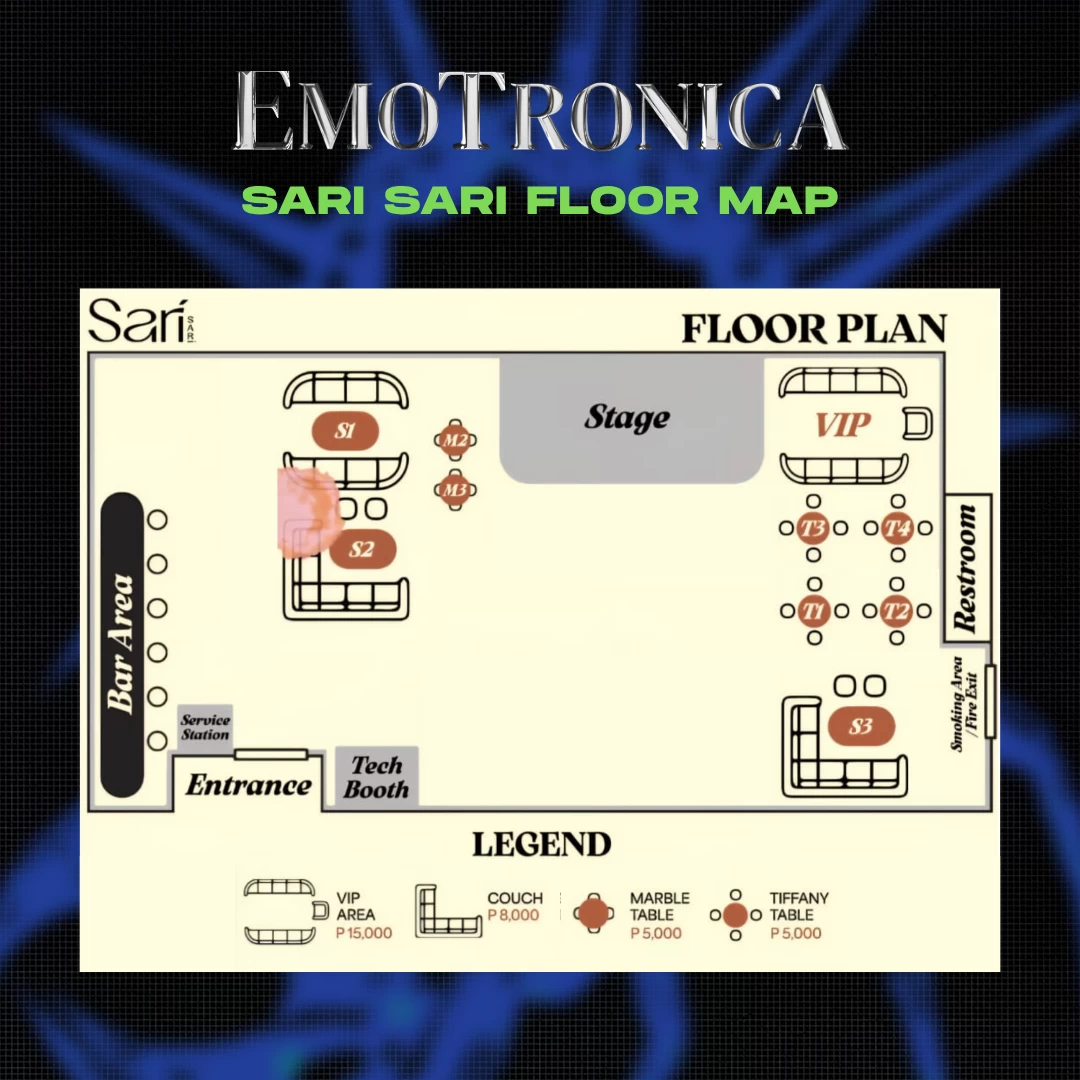 EMOTRONICA
SARI SARI FLOOR MAP
Sarí
SARI
FLOOR PLAN
S1
M2
M3
S2
Stage
VIP
T3
T4
T1
T2
S3
Restroom
Smoking Area
/Fire Exit
Bar Area
Service
Station
Entrance
Tech
Booth
LEGEND
VIP
AREA
P 15,000
COUCH
P 8,000
MARBLE
TABLE
P 5,000
TIFFANY
TABLE
P 5,000